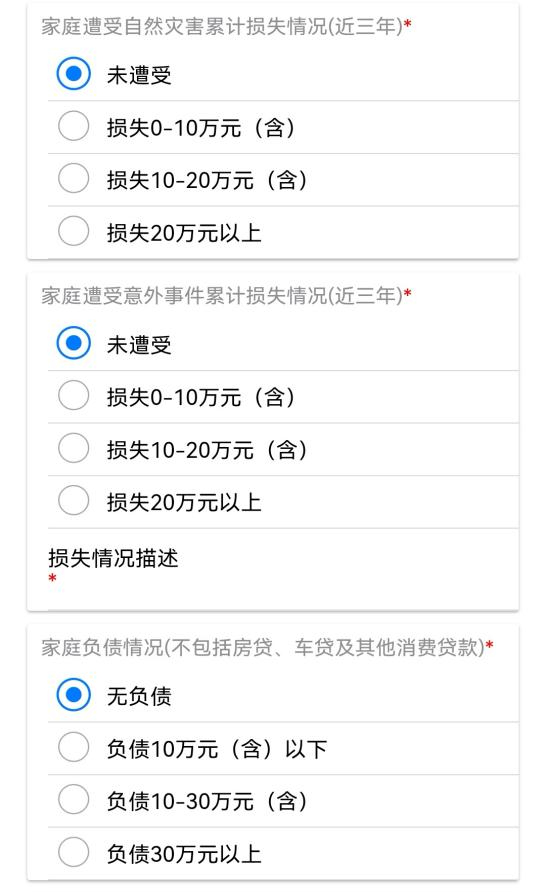 家庭遭受自然灾害累计损失情况(近三年)*
未遭受
损失0-10万元（含）
损失10-20万元（含）
损失20万元以上
家庭遭受意外事件累计损失情况(近三年)*
未遭受
损失0-10万元（含）
损失10-20万元（含）
损失20万元以上
损失情况描述
*
家庭负债情况(不包括房贷、车贷及其他消费贷款)*
无负债
负债10万元（含）以下
负债10-30万元（含）
负债30万元以上